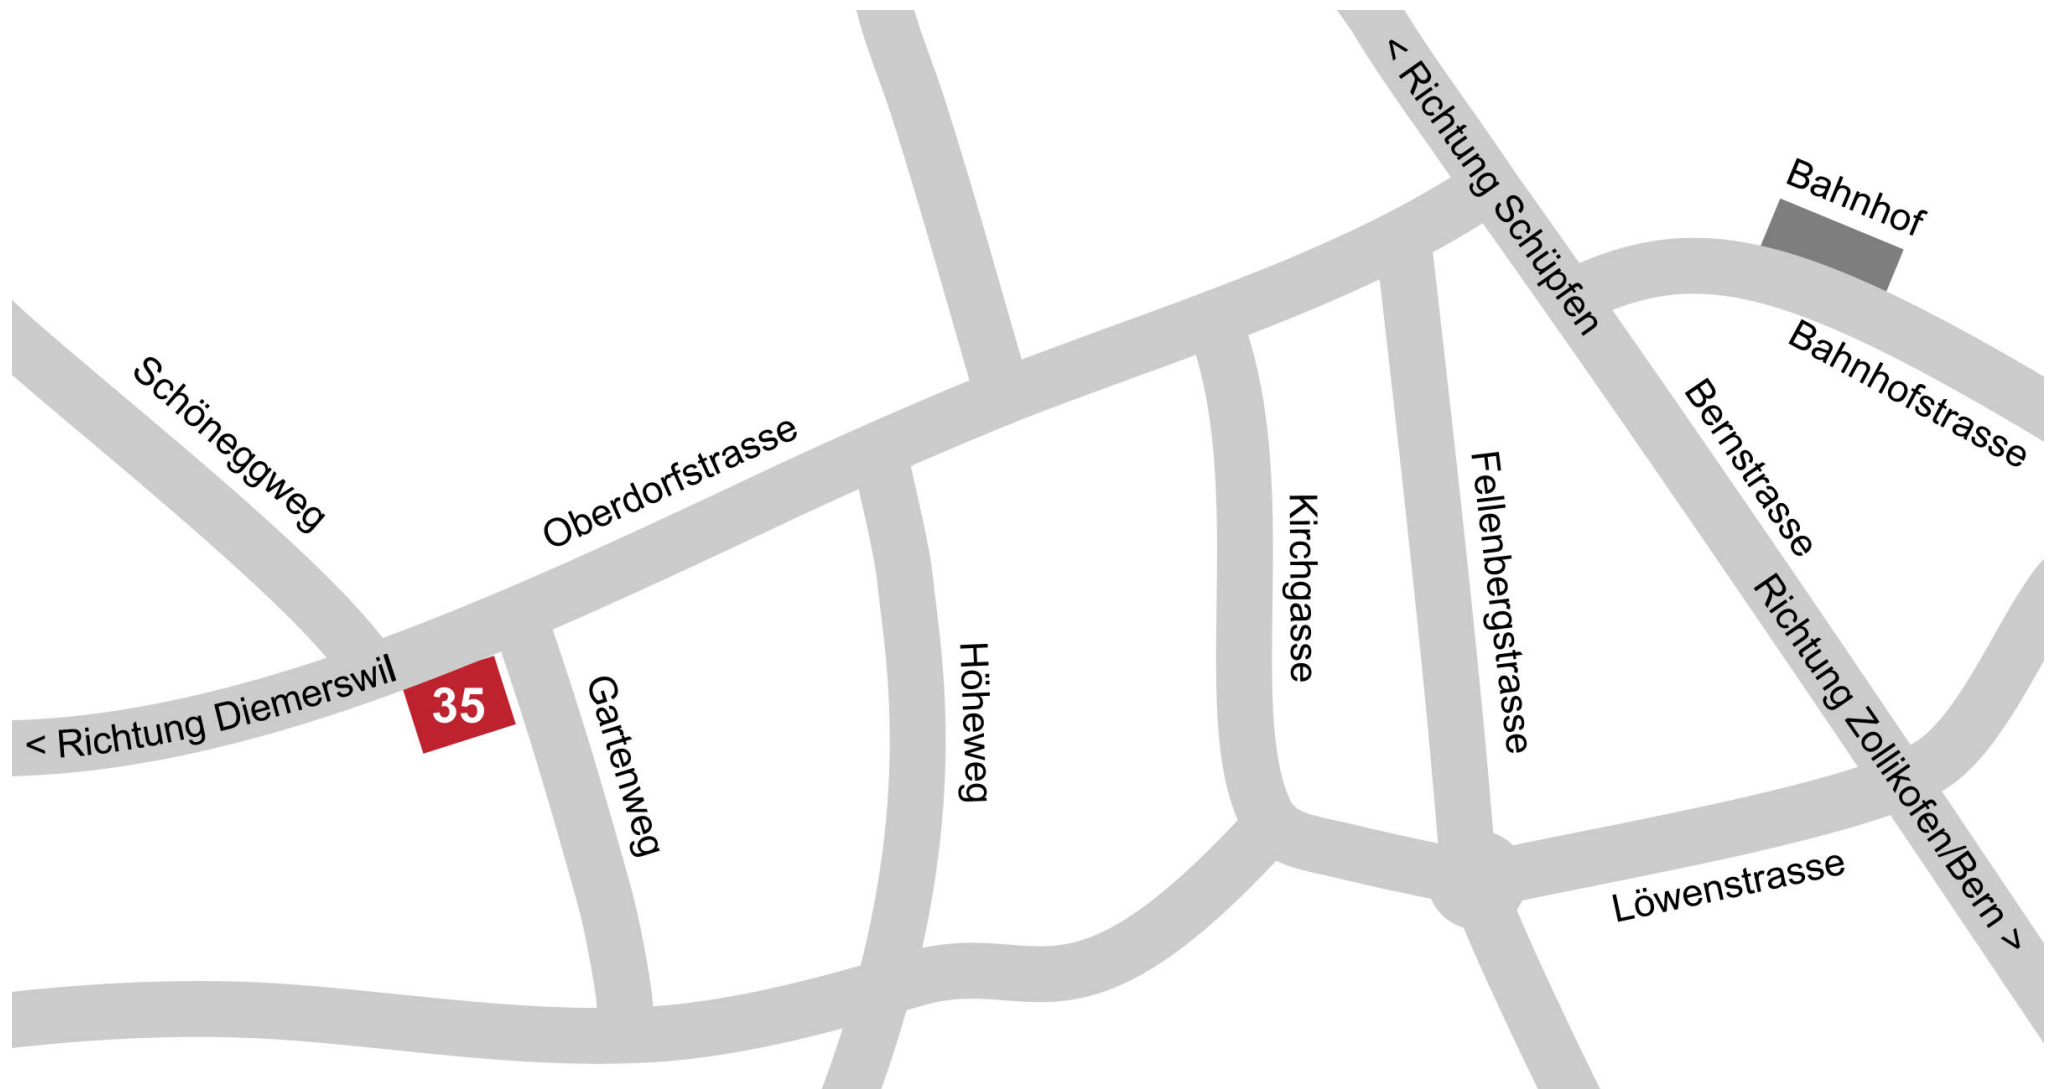 < Richtung Schüpfen
Bahnhof
Bahnhofstrasse
Schöneggweg
Oberdorfstrasse
Bernstrasse
Fellenbergstrasse
Kirchgasse
Richtung Zollikofen/Bern >
Höheweg
< Richtung Diemerswil
35
Gartenweg
Löwenstrasse